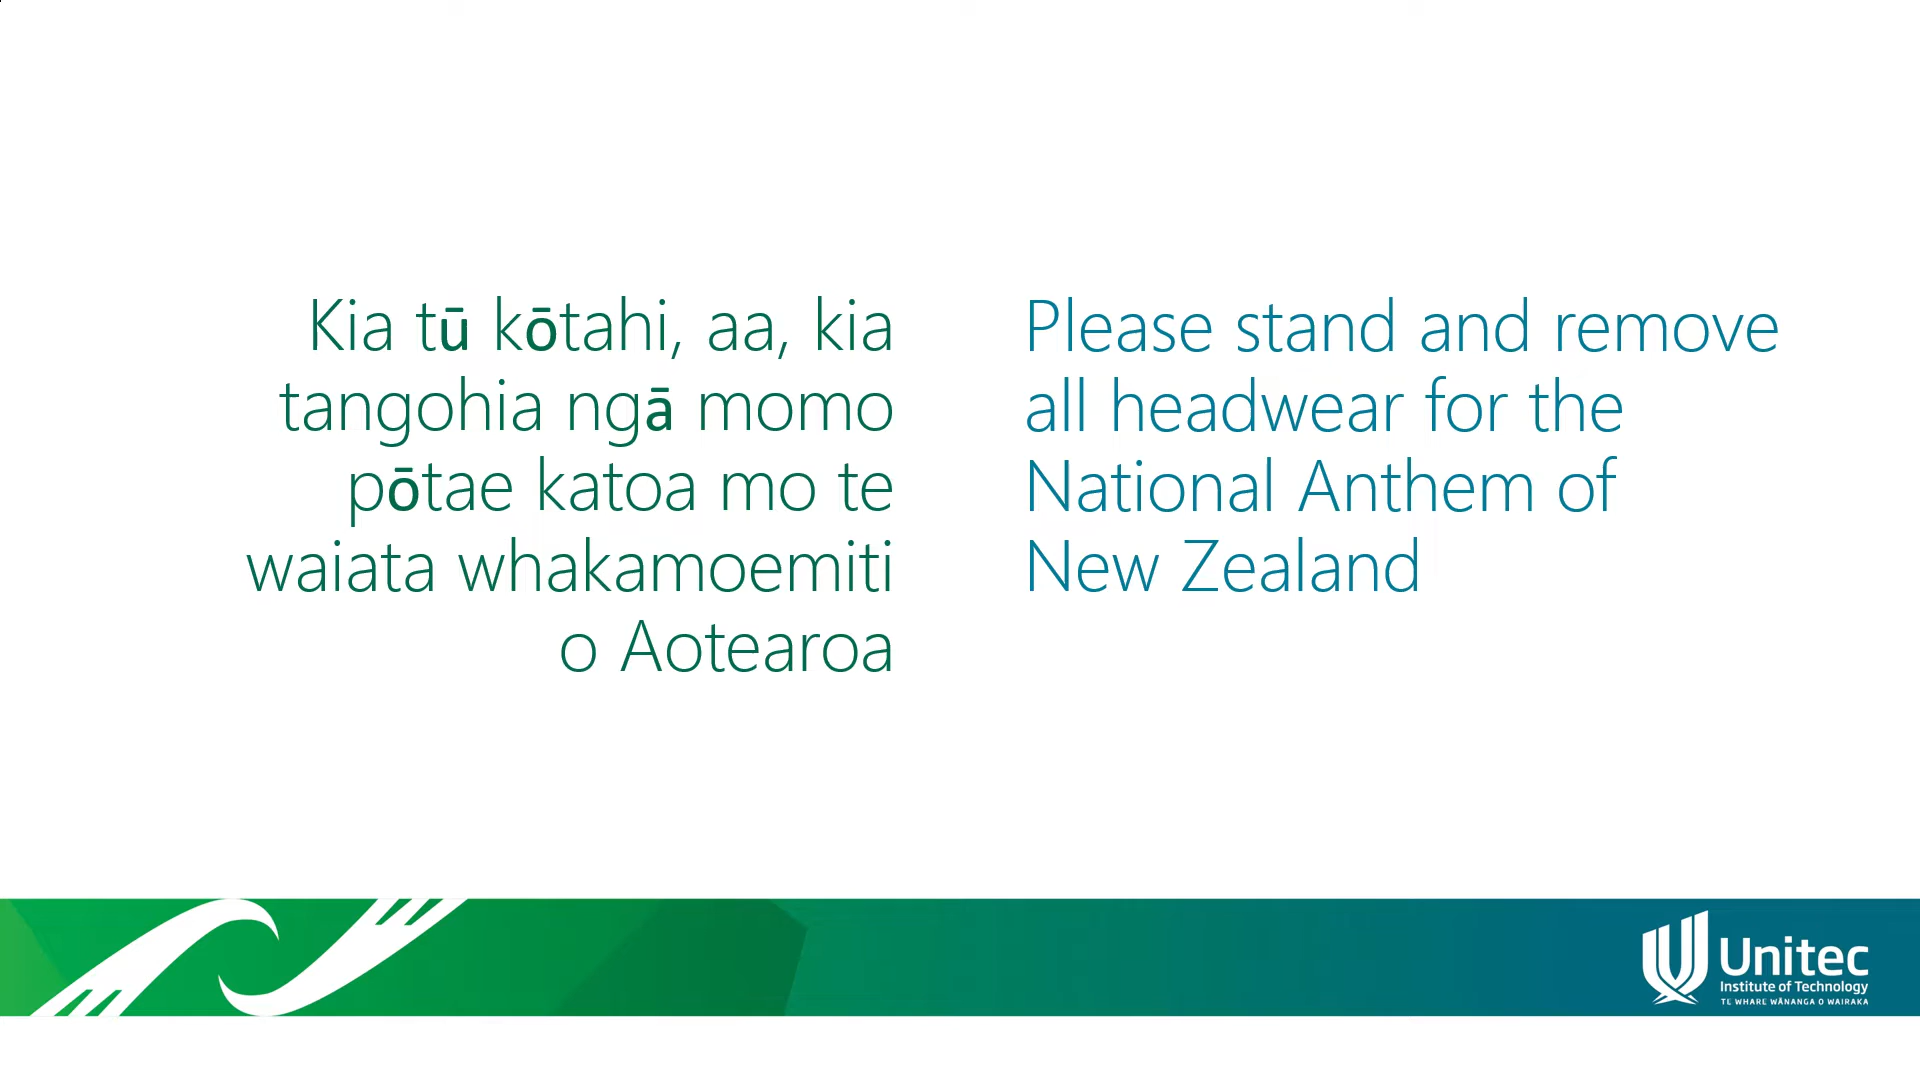 Kia tū kōtahi, aa, kia
tangohia ngā momo
pōtae katoa mo te
waiata whakamoemiti
o Aotearoa
Please stand and remove
all headwear for the
National Anthem of
New Zealand
Unitec
Institute of Technology
TE WHARE WĀNANGA O WAIRAKA